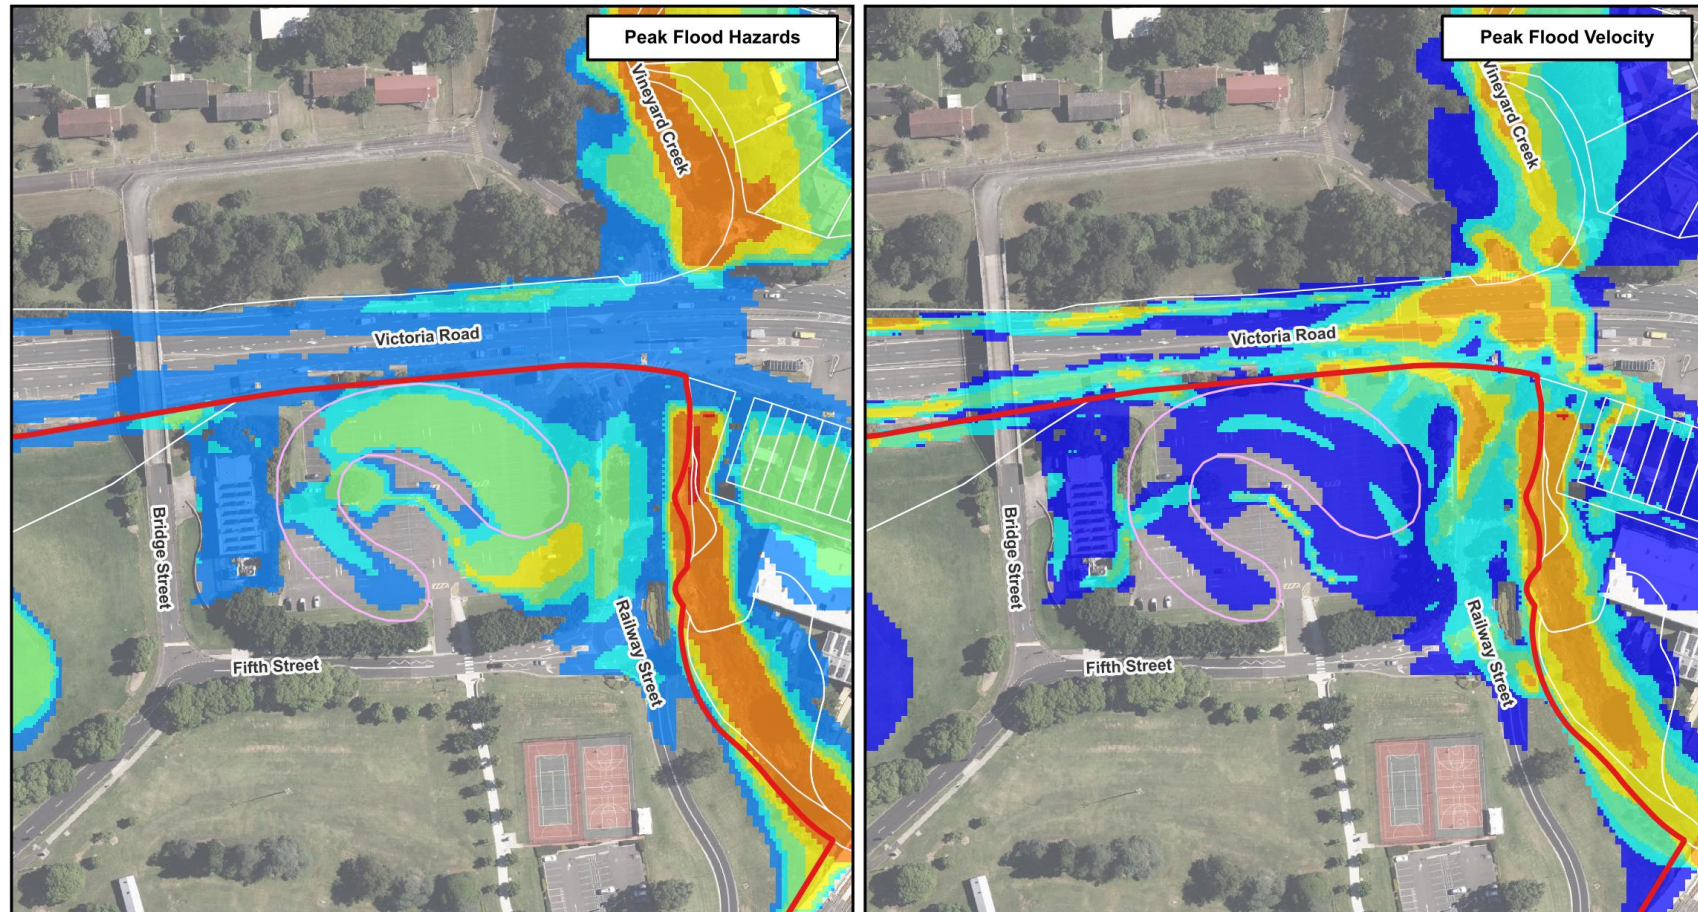 Peak Flood Hazards
Vineyard Creek
Victoria Road
Bridge Street
Railway Street
Fifth Street
Peak Flood Velocity
Vineyard Creek
Victoria Road
Bridge Street
Railway Street
Fifth Street